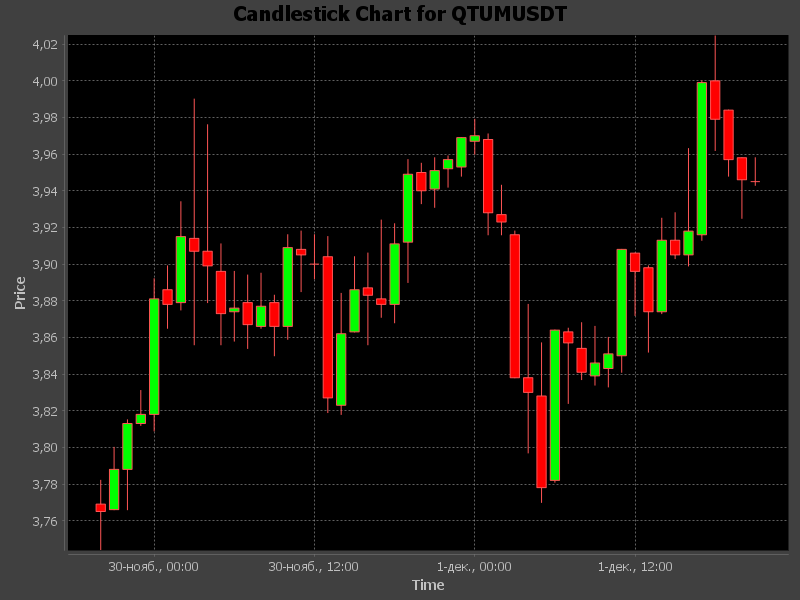 Candlestick Chart for QTUMUSDT
4,02
4,00
3,98
3,96
3,94
3,92
3,90
3,88
3,86
3,84
3,82
3,80
3,78
3,76
Price
30-нояб., 00:00
30-нояб., 12:00
1-дек., 00:00
1-дек., 12:00
Time